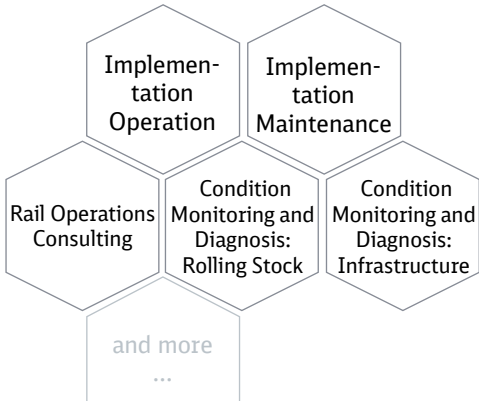 Implemen-
tation
Operation
Implemen-
tation
Maintenance
Rail Operations
Consulting
Condition
Monitoring and
Diagnosis:
Rolling Stock
Condition
Monitoring and
Diagnosis:
Infrastructure
and more
...